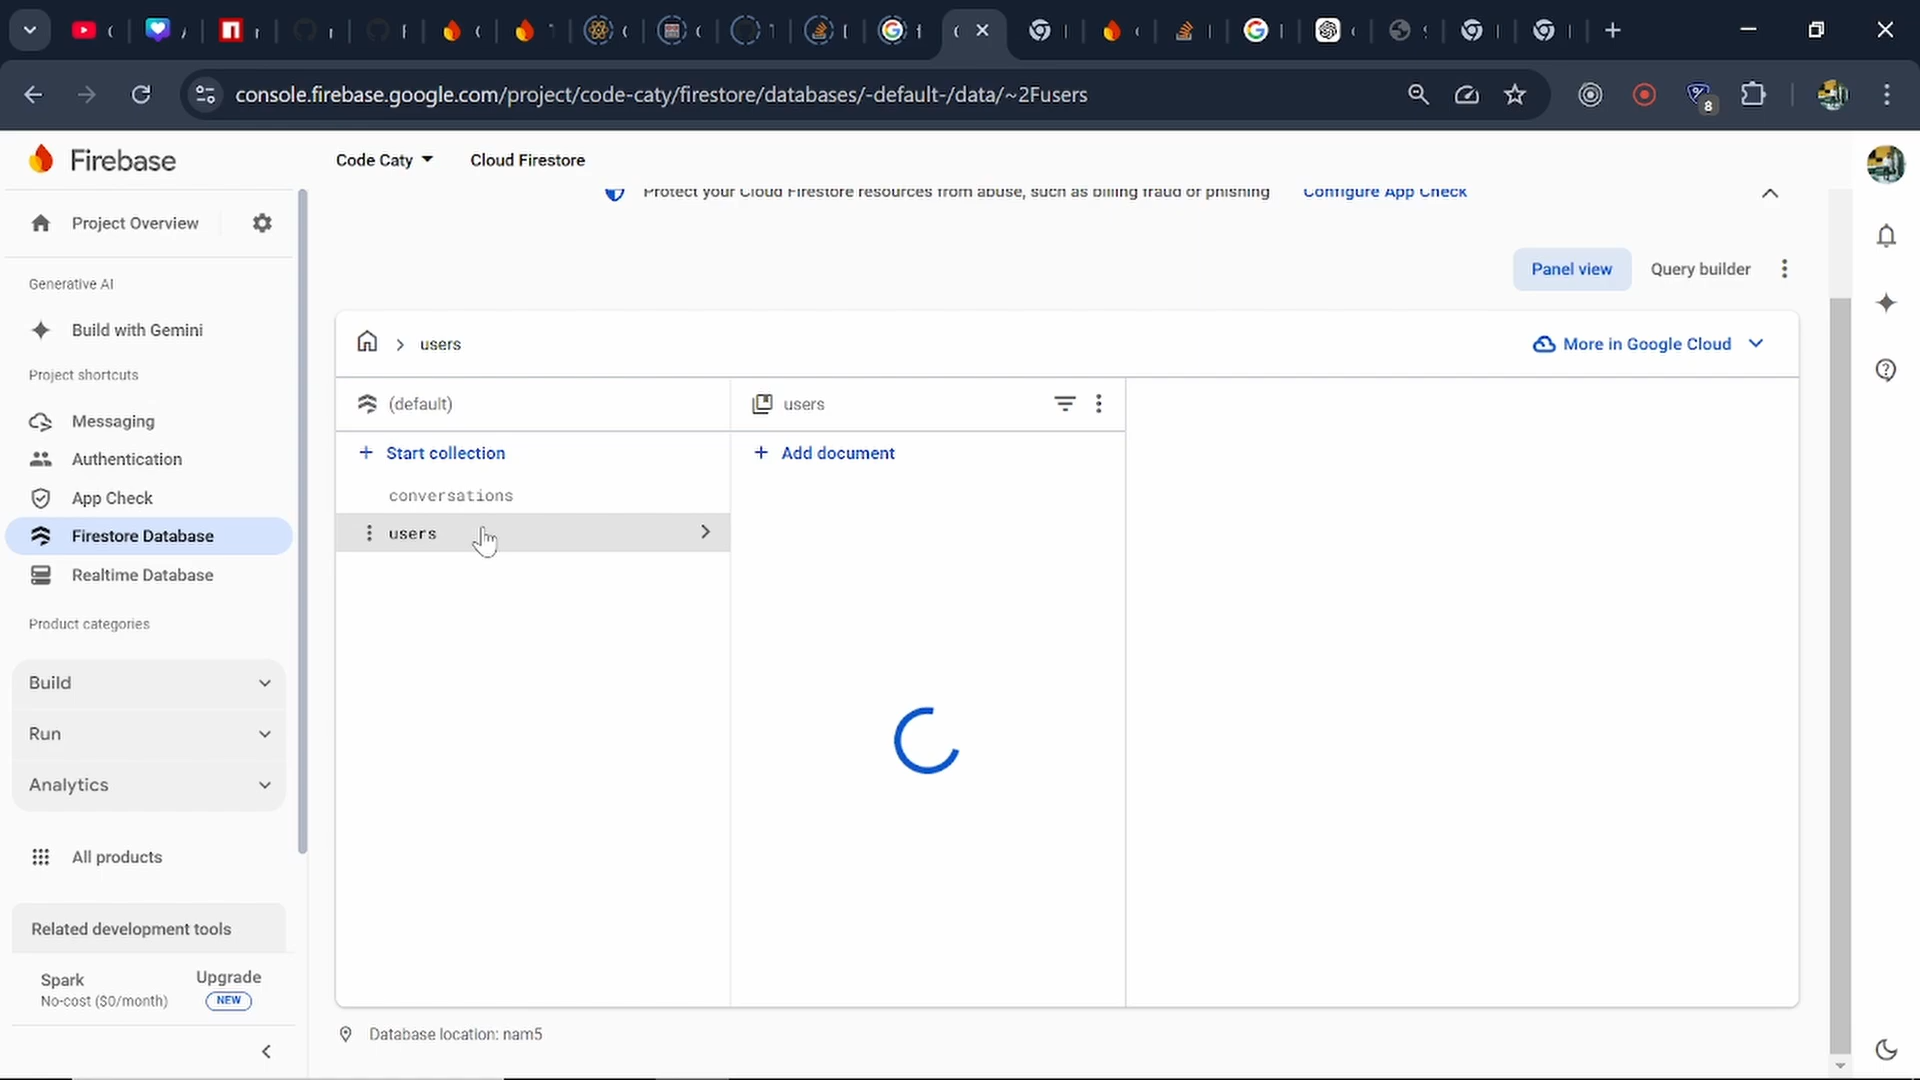 console.firebase.google.com/project/code-caty/firestore/databases/-default-/data/~2Fusers
8
Firebase
Code Caty
Cloud Firestore
Protect your Cloud Firestore resources from abuse, such as billing fraud or phishing
Configure App Check
Project Overview
Generative AI
Build with Gemini
Project shortcuts
Messaging
Authentication
App Check
Firestore Database
Realtime Database
Product categories
Build
Run
Analytics
All products
Related development tools
Spark
No-cost ($0/month)
Upgrade
NEW
Panel view
Query builder
users
More in Google Cloud
(default)
Start collection
conversations
users
users
Add document
Database location: nam5